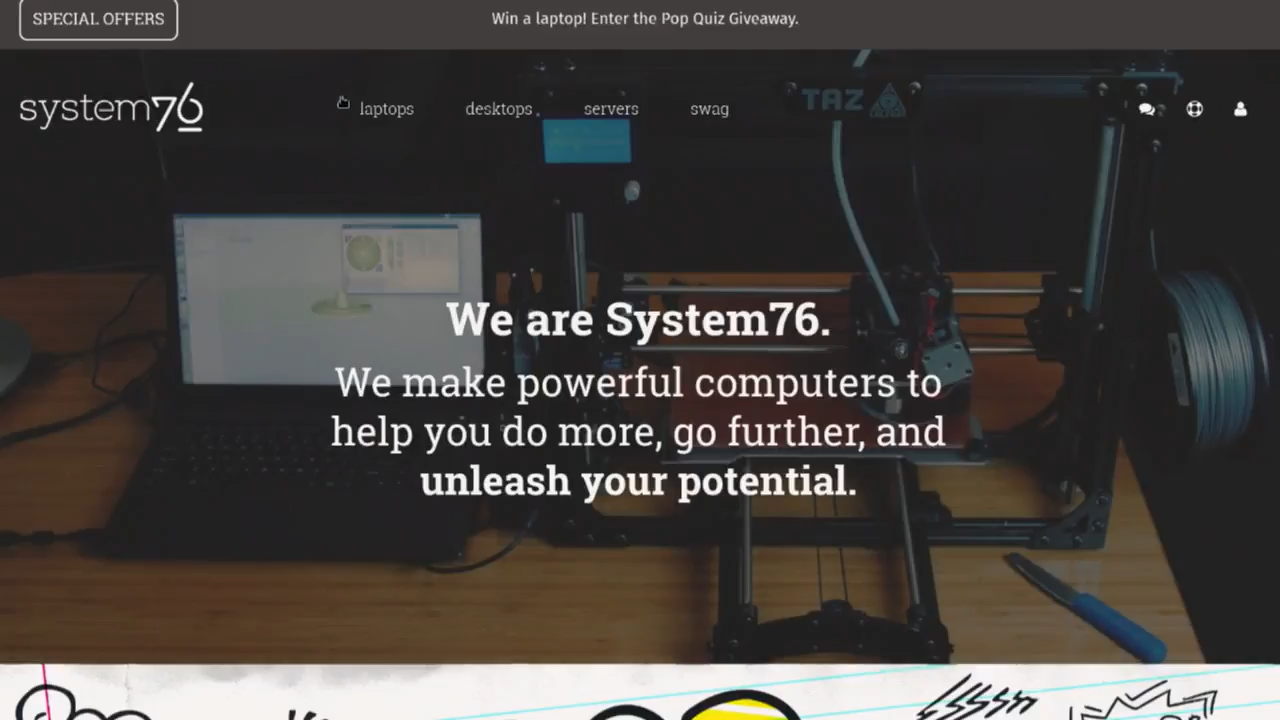 SPECIAL OFFERS
Win a laptop! Enter the Pop Quiz Giveaway.
system76
laptops
desktops
servers
swag
TAZ
We are System76.
We make powerful computers to
help you do more, go further, and
unleash your potential.